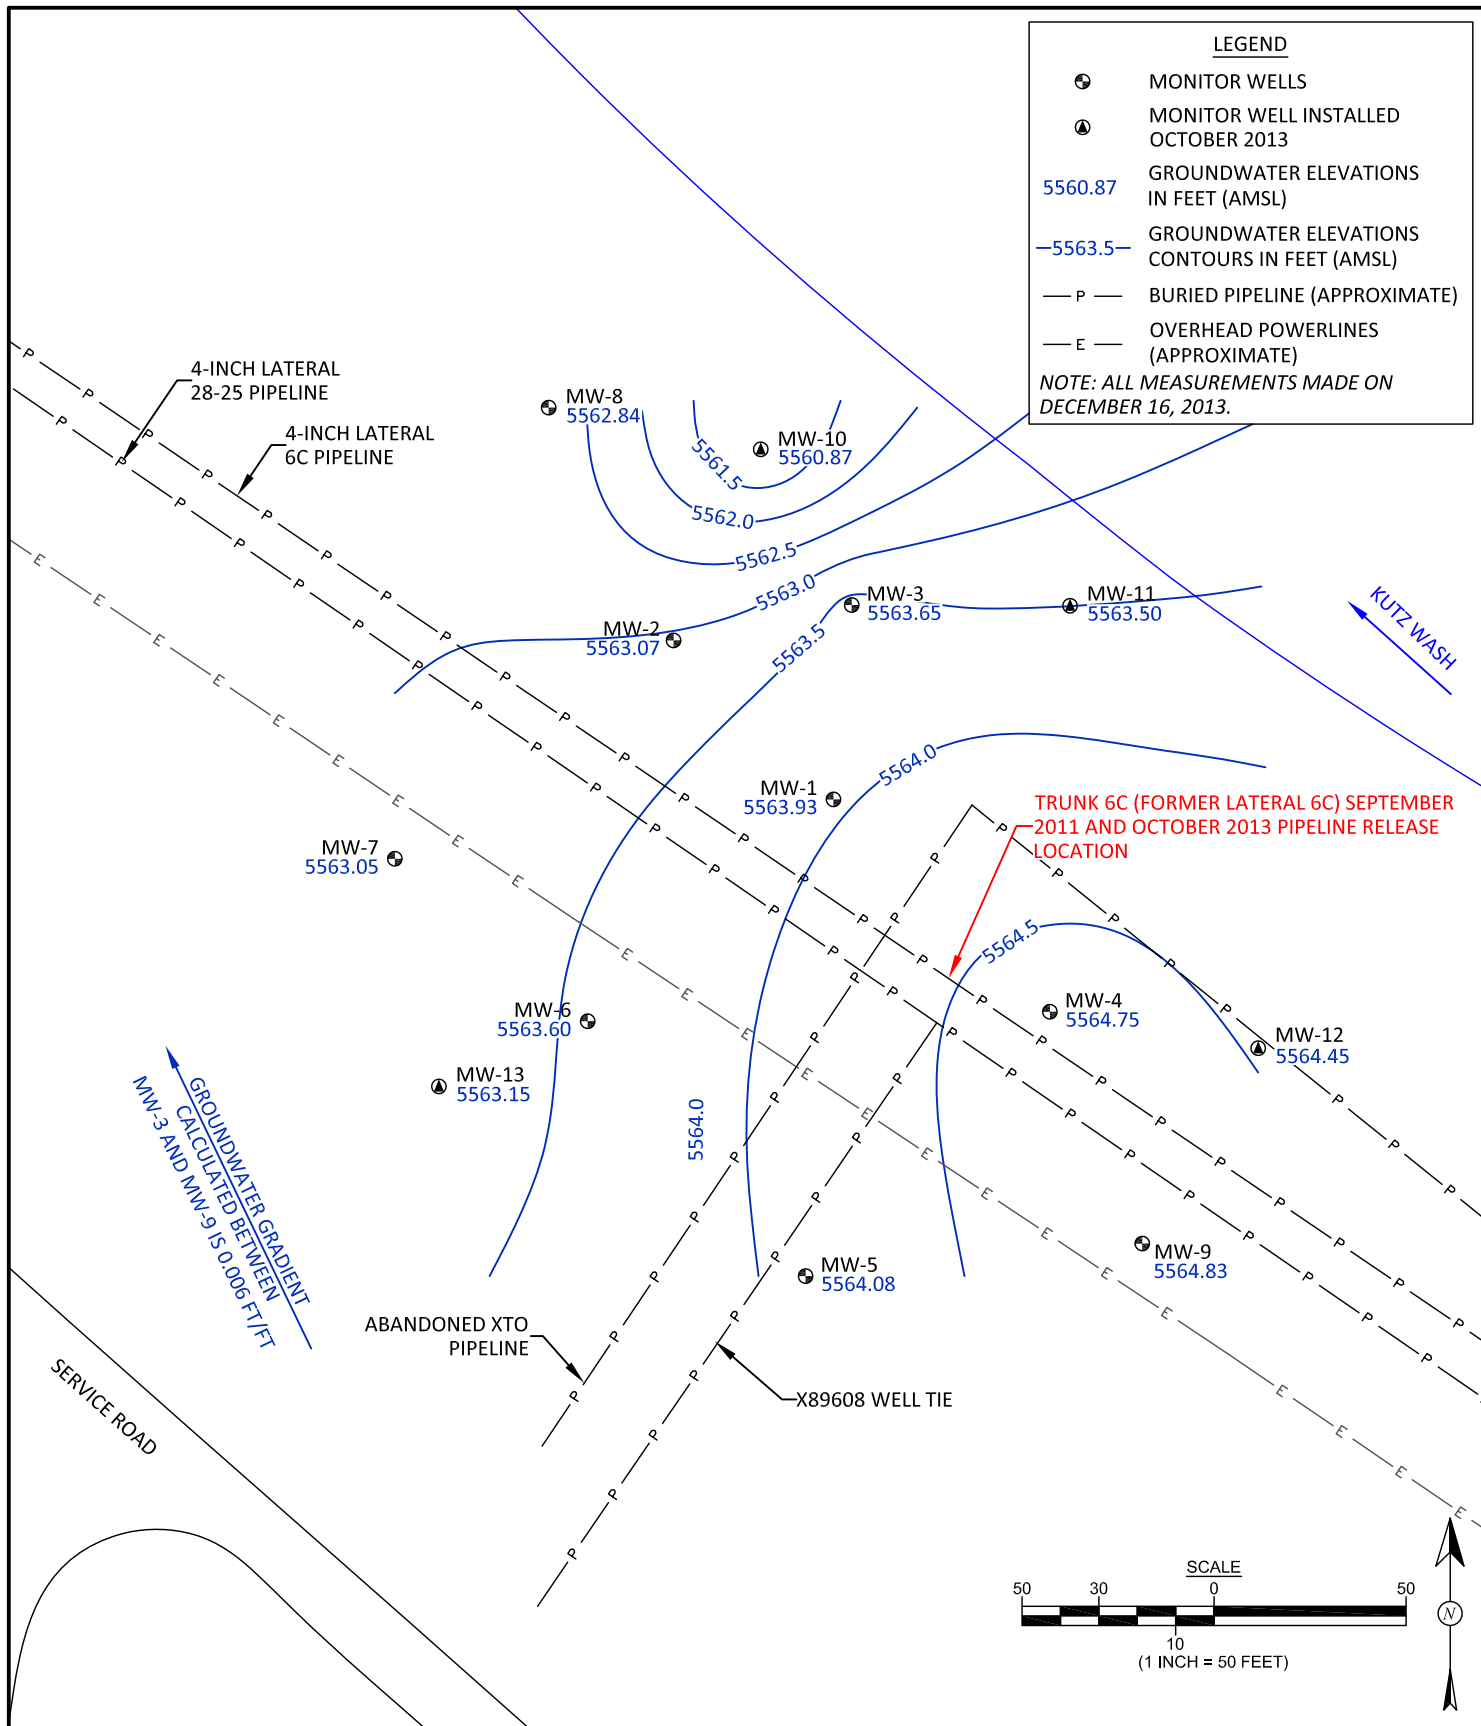 LEGEND
MONITOR WELLS
MONITOR WELL INSTALLED
OCTOBER 2013
5560.87
GROUNDWATER ELEVATIONS
IN FEET (AMSL)
5563.5
GROUNDWATER ELEVATIONS
CONTOURS IN FEET (AMSL)
P
BURIED PIPELINE (APPROXIMATE)
E
OVERHEAD POWERLINES
(APPROXIMATE)
NOTE: ALL MEASUREMENTS MADE ON
DECEMBER 16, 2013.
4-INCH LATERAL
28-25 PIPELINE
4-INCH LATERAL
6C PIPELINE
MW-8
5562.84
MW-10
5560.87
5561.5
5562.0
5562.5
5563.0
MW-3
5563.65
MW-11
5563.50
MW-2
5563.07
5563.5
KUTZ WASH
5564.0
MW-1
5563.93
TRUNK 6C (FORMER LATERAL 6C) SEPTEMBER
2011 AND OCTOBER 2013 PIPELINE RELEASE
LOCATION
MW-7
5563.05
5564.5
MW-4
5564.75
MW-6
5563.60
MW-12
5564.45
MW-13
5563.15
5564.0
GROUNDWATER GRADIENT
CALCULATED BETWEEN
MW-3 AND MW-9 IS 0.006 FT/FT
MW-9
5564.83
MW-5
5564.08
ABANDONED XTO
PIPELINE
X89608 WELL TIE
SERVICE ROAD
SCALE
50 30 0 50
10
(1 INCH = 50 FEET)
N